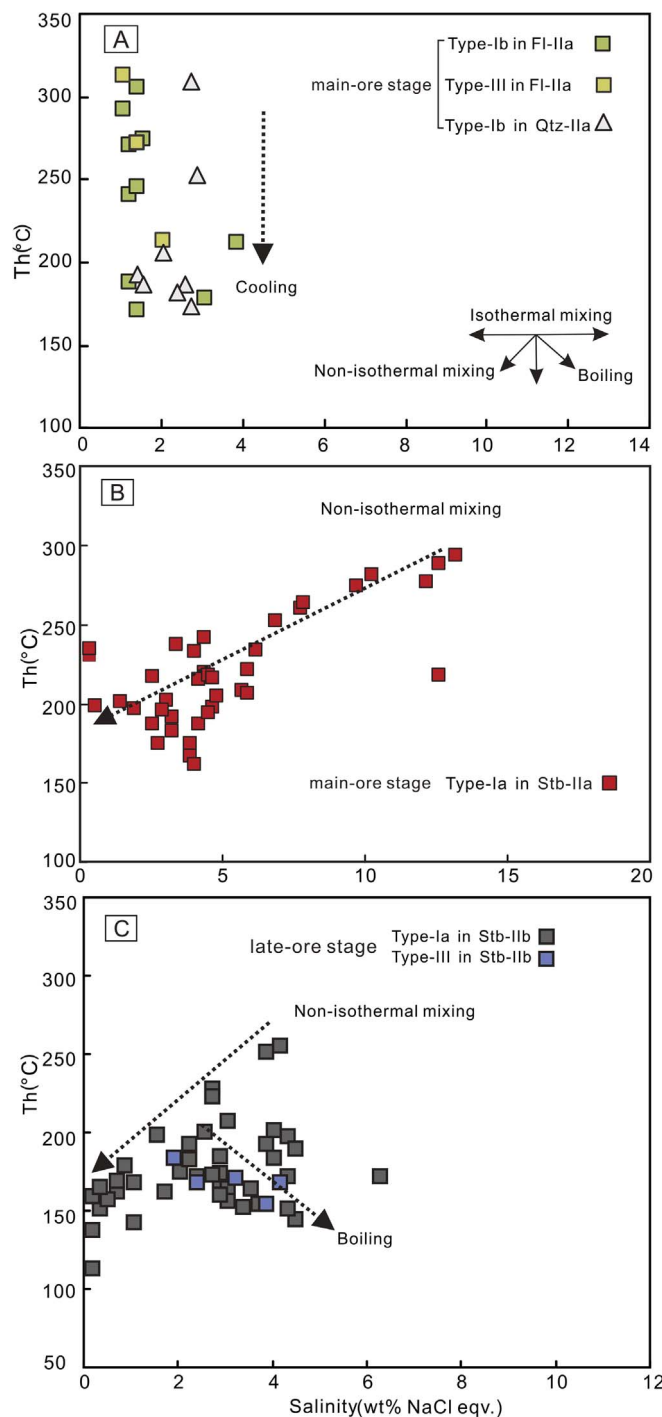 A
350
300
250
200
150
100
Th(°C)
main-ore stage
Type-Ib in Fl-IIa
Type-III in Fl-IIa
Type-Ib in Qtz-IIa
Cooling
Isothermal mixing
Non-isothermal mixing
Boiling
0 2 4 6 8 10 12 14
B
350
300
250
200
150
100
Th(°C)
Non-isothermal mixing
main-ore stage Type-Ia in Stb-IIa
0 5 10 15 20
C
350
300
250
200
150
100
50
Th(°C)
late-ore stage
Type-Ia in Stb-IIb
Type-III in Stb-IIb
Non-isothermal mixing
Boiling
0 2 4 6 8 10 12
Salinity(wt% NaCl eqv.)